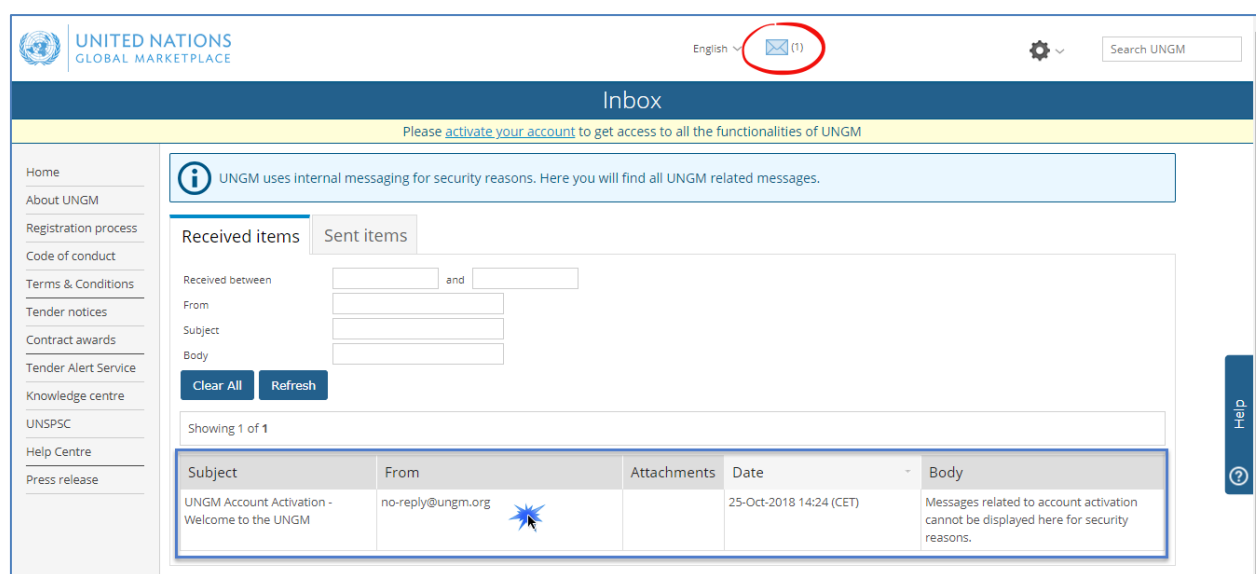 UNITED NATIONS
GLOBAL MARKETPLACE
English
(1)
Search UNGM
Inbox
Please activate your account to get access to all the functionalities of UNGM
Home
About UNGM
Registration process
Code of conduct
Terms & Conditions
Tender notices
Contract awards
Tender Alert Service
Knowledge centre
UNSPSC
Help Centre
Press release
UNGM uses internal messaging for security reasons. Here you will find all UNGM related messages.
Received items
Sent items
Received between
and
From
Subject
Body
Clear All
Refresh
Showing 1 of 1
Subject
From
Attachments
Date
Body
UNGM Account Activation -
Welcome to the UNGM
no-reply@ungm.org
25-Oct-2018 14:24 (CET)
Messages related to account activation
cannot be displayed here for security
reasons.
Help